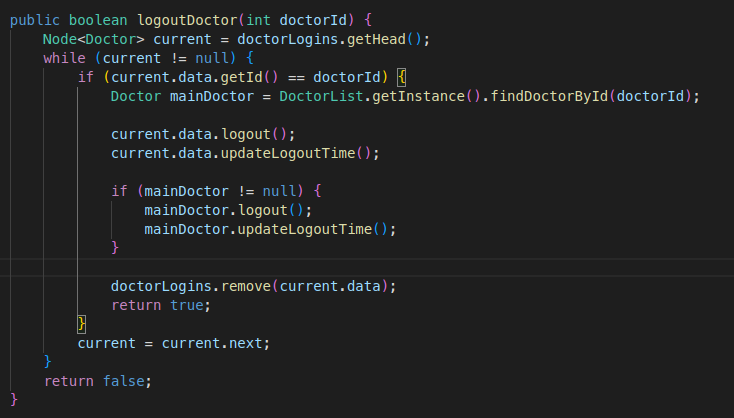 public boolean logoutDoctor(int doctorId) {
    Node<Doctor> current = doctorLogins.getHead();
    while (current != null) {
        if (current.data.getId() == doctorId) {
            Doctor mainDoctor = DoctorList.getInstance().findDoctorById(doctorId);

            current.data.logout();
            current.data.updateLogoutTime();

            if (mainDoctor != null) {
                mainDoctor.logout();
                mainDoctor.updateLogoutTime();
            }

            doctorLogins.remove(current.data);
            return true;
        }
        current = current.next;
    }
    return false;
}